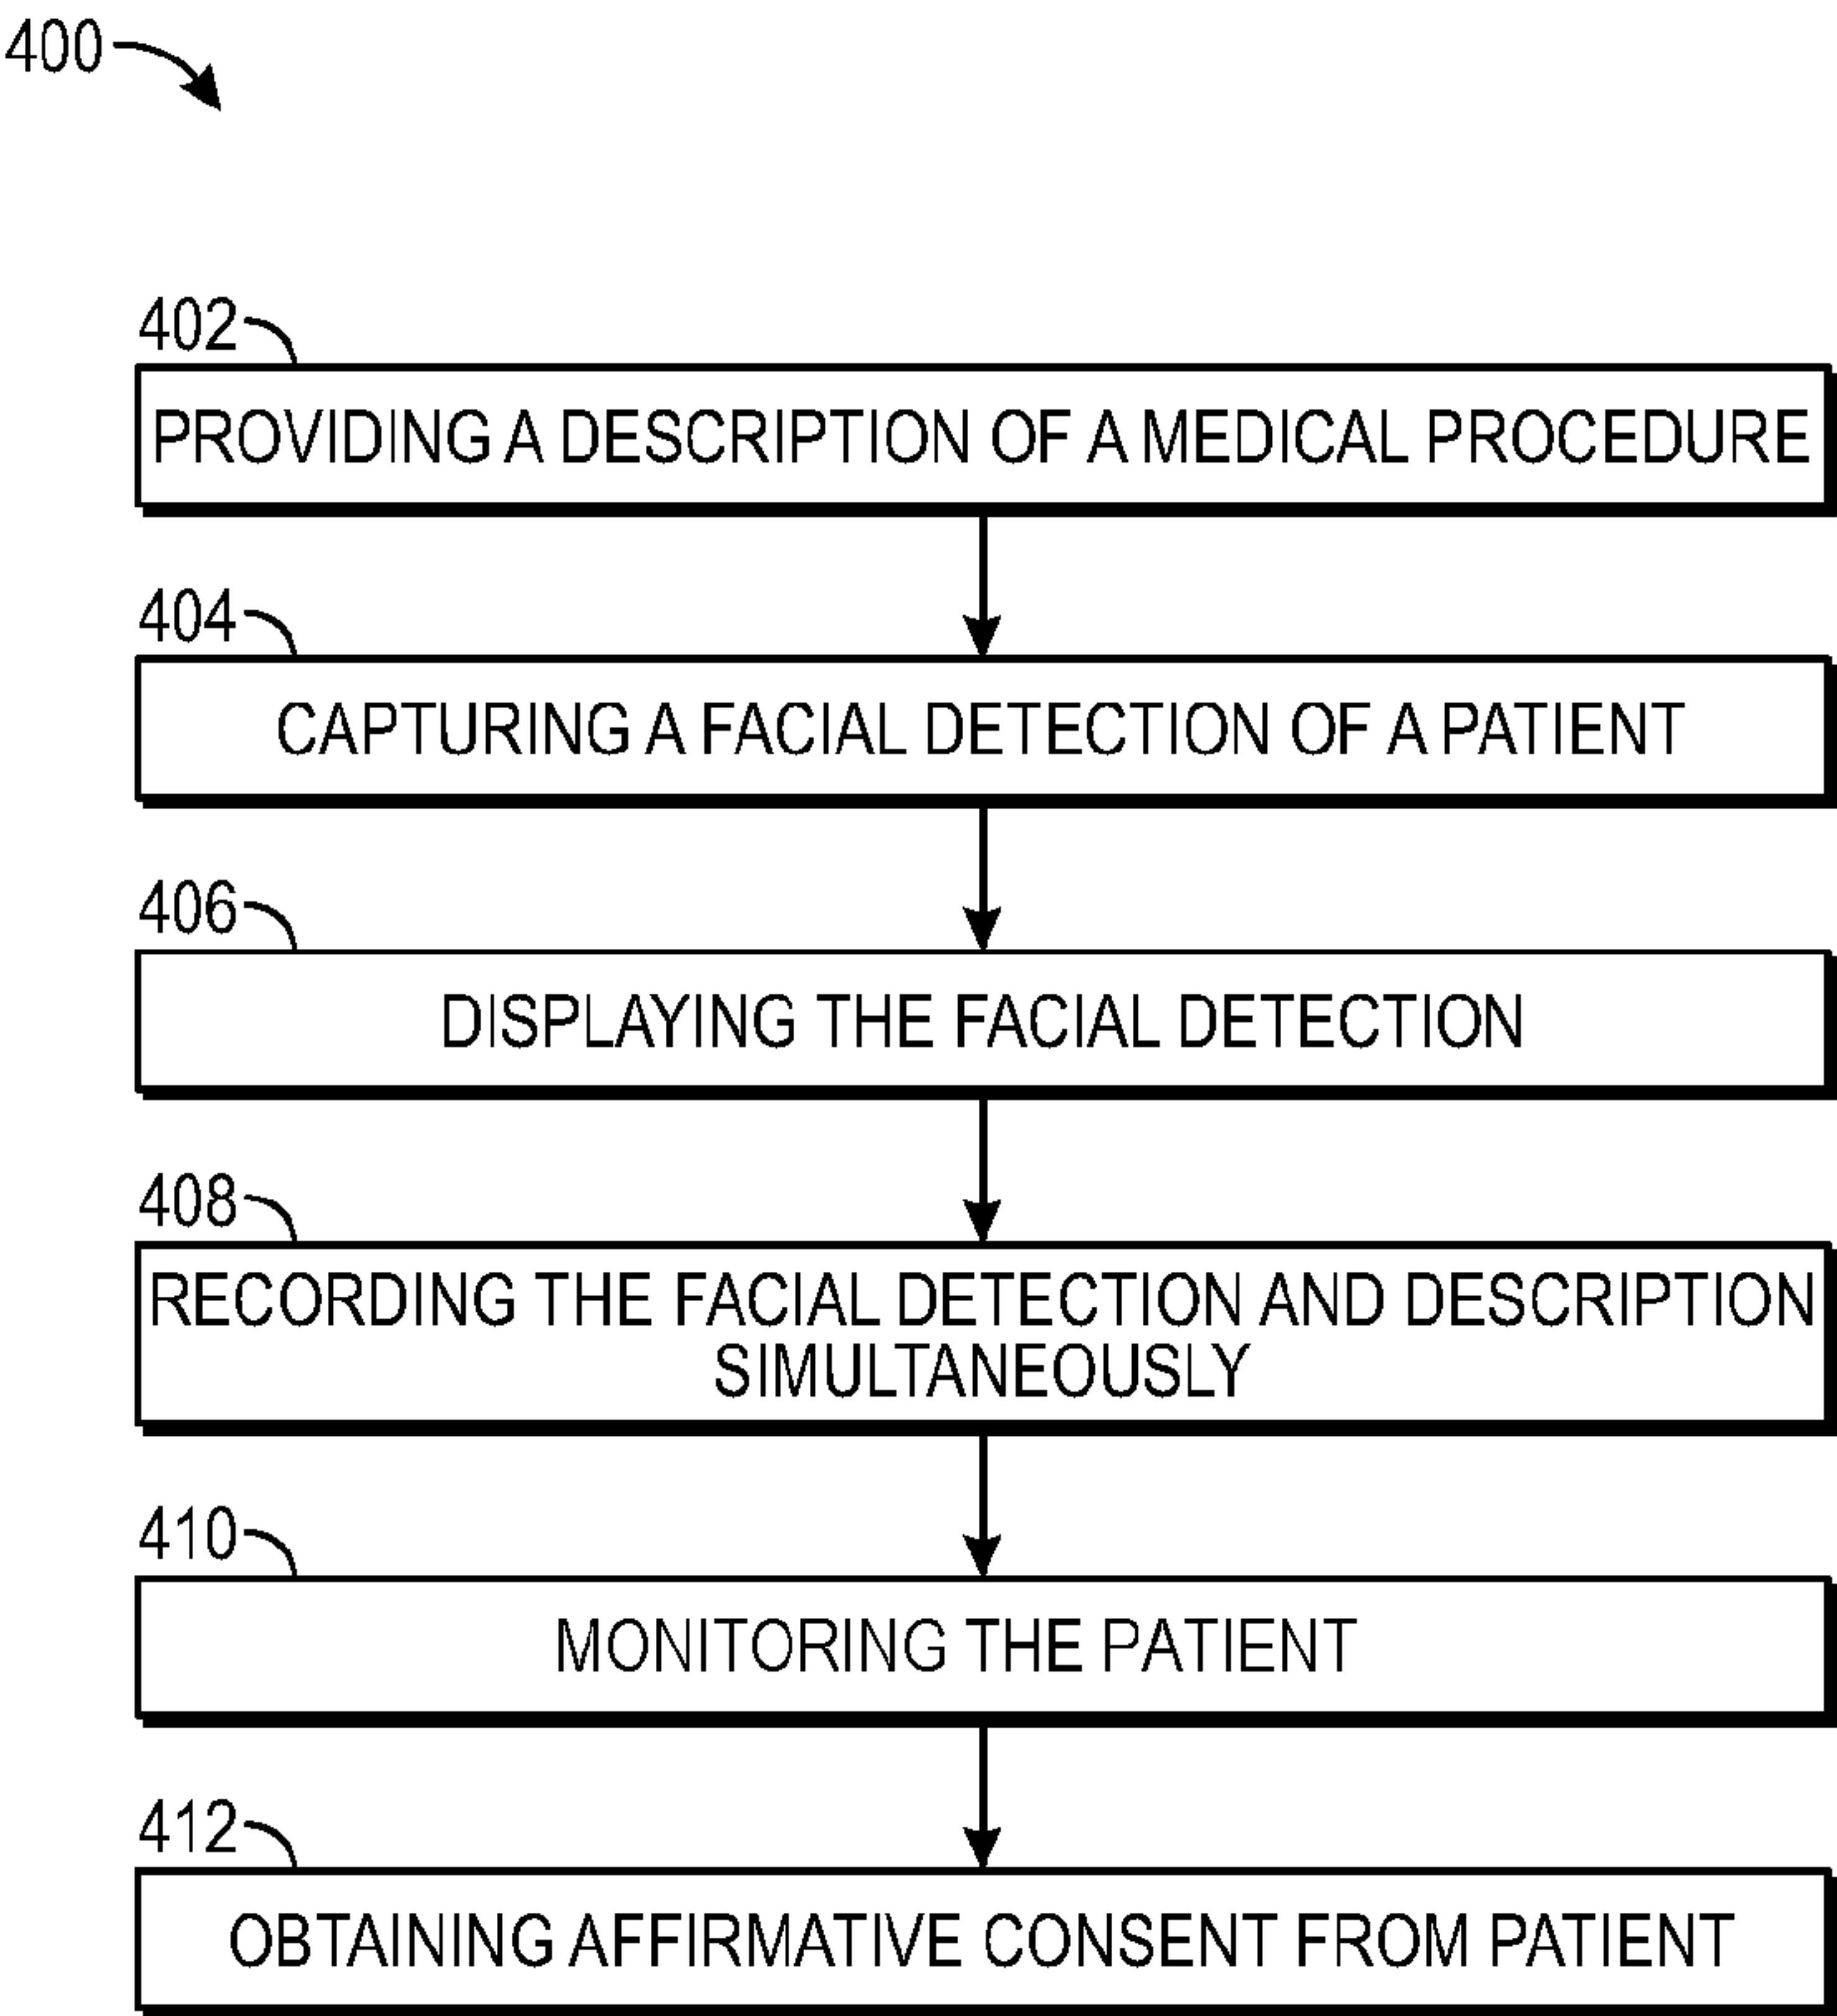 400
402
PROVIDING A DESCRIPTION OF A MEDICAL PROCEDURE
404
CAPTURING A FACIAL DETECTION OF A PATIENT
406
DISPLAYING THE FACIAL DETECTION
408
RECORDING THE FACIAL DETECTION AND DESCRIPTION
SIMULTANEOUSLY
410
MONITORING THE PATIENT
412
OBTAINING AFFIRMATIVE CONSENT FROM PATIENT